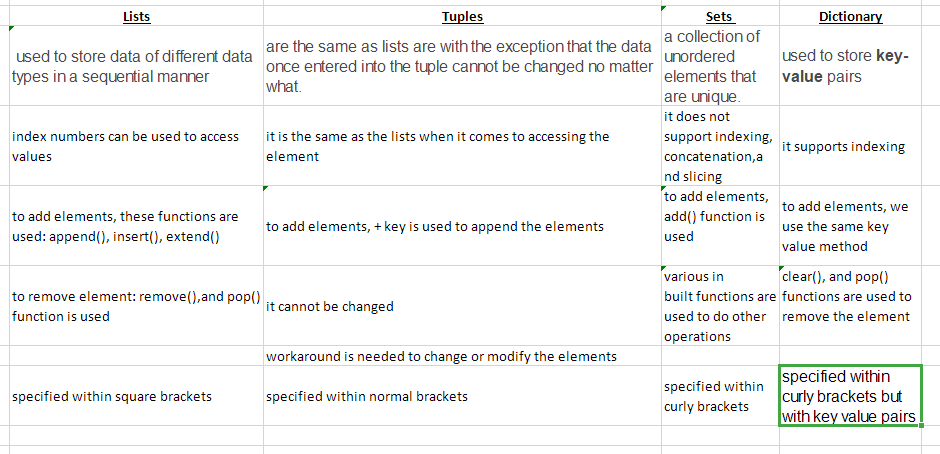 Lists
Tuples
Sets
Dictionary
used to store data of different data
types in a sequential manner
are the same as lists are with the exception that the data
once entered into the tuple cannot be changed no matter
what.
a collection of
unordered
elements that
are unique.
used to store key-
value pairs
index numbers can be used to access
values
it is the same as the lists when it comes to accessing the
element
it does not
support indexing,
concatenation,a
nd slicing
it supports indexing
to add elements, these functions are
used: append(), insert(), extend()
to add elements, + key is used to append the elements
to add elements,
add() function is
used
to add elements, we
use the same key
value method
to remove element: remove(),and pop()
function is used
it cannot be changed
various in
built functions are
used to do other
operations
clear(), and pop()
functions are used to
remove the element
workaround is needed to change or modify the elements
specified within square brackets
specified within normal brackets
specified within
curly brackets
specified within
curly brackets but
with key value pairs